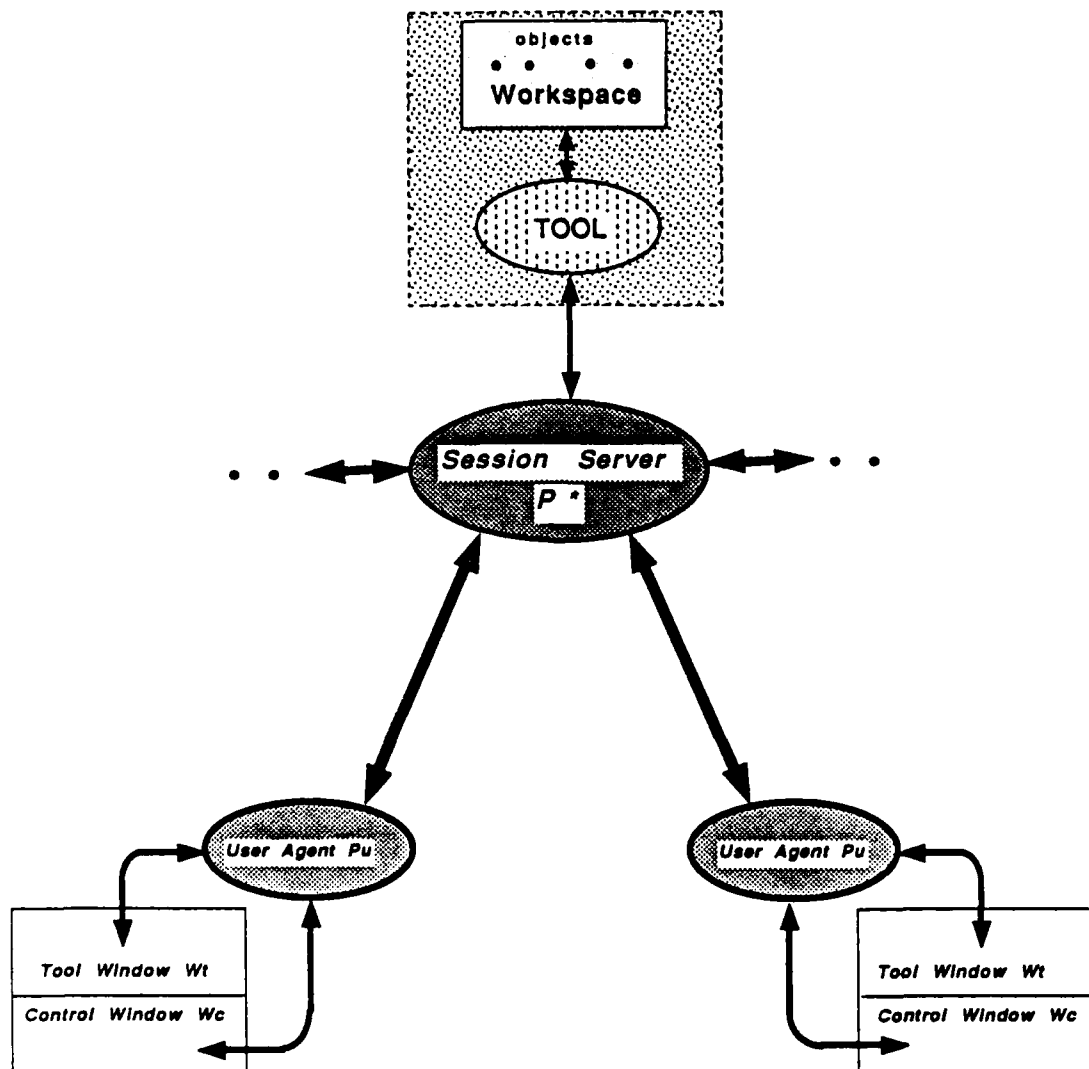 objects
Workspace
TOOL
Session Server
P *
User Agent Pu
User Agent Pu
Tool Window Wt
Control Window Wc
Tool Window Wt
Control Window Wc